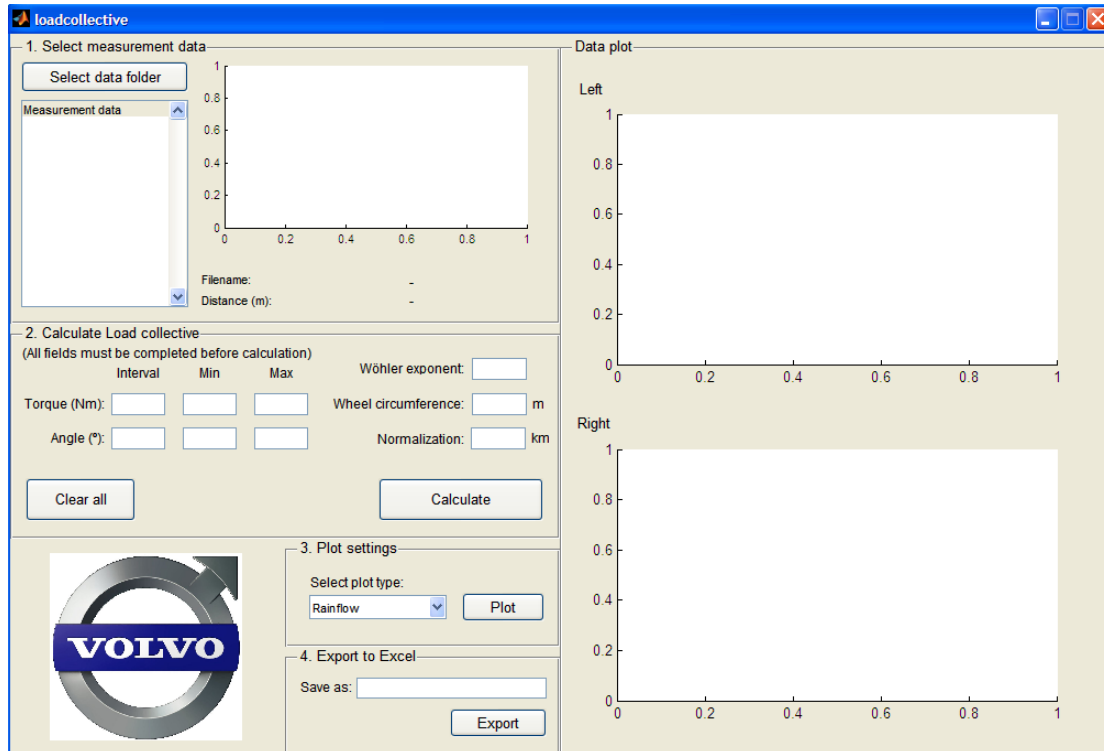 loadcollective
1. Select measurement data
Select data folder
Measurement data
1
0.8
0.6
0.4
0.2
0
0 0.2 0.4 0.6 0.8 1
Filename: -
Distance (m): -
2. Calculate Load collective
(All fields must be completed before calculation)
Interval Min Max
Wöhler exponent:
Torque (Nm):
Wheel circumference: m
Angle (º):
Normalization: km
Clear all
Calculate
VOLVO
3. Plot settings
Select plot type:
Rainflow
Plot
4. Export to Excel
Save as:
Export
Data plot
Left
1
0.8
0.6
0.4
0.2
0
0 0.2 0.4 0.6 0.8 1
Right
1
0.8
0.6
0.4
0.2
0
0 0.2 0.4 0.6 0.8 1